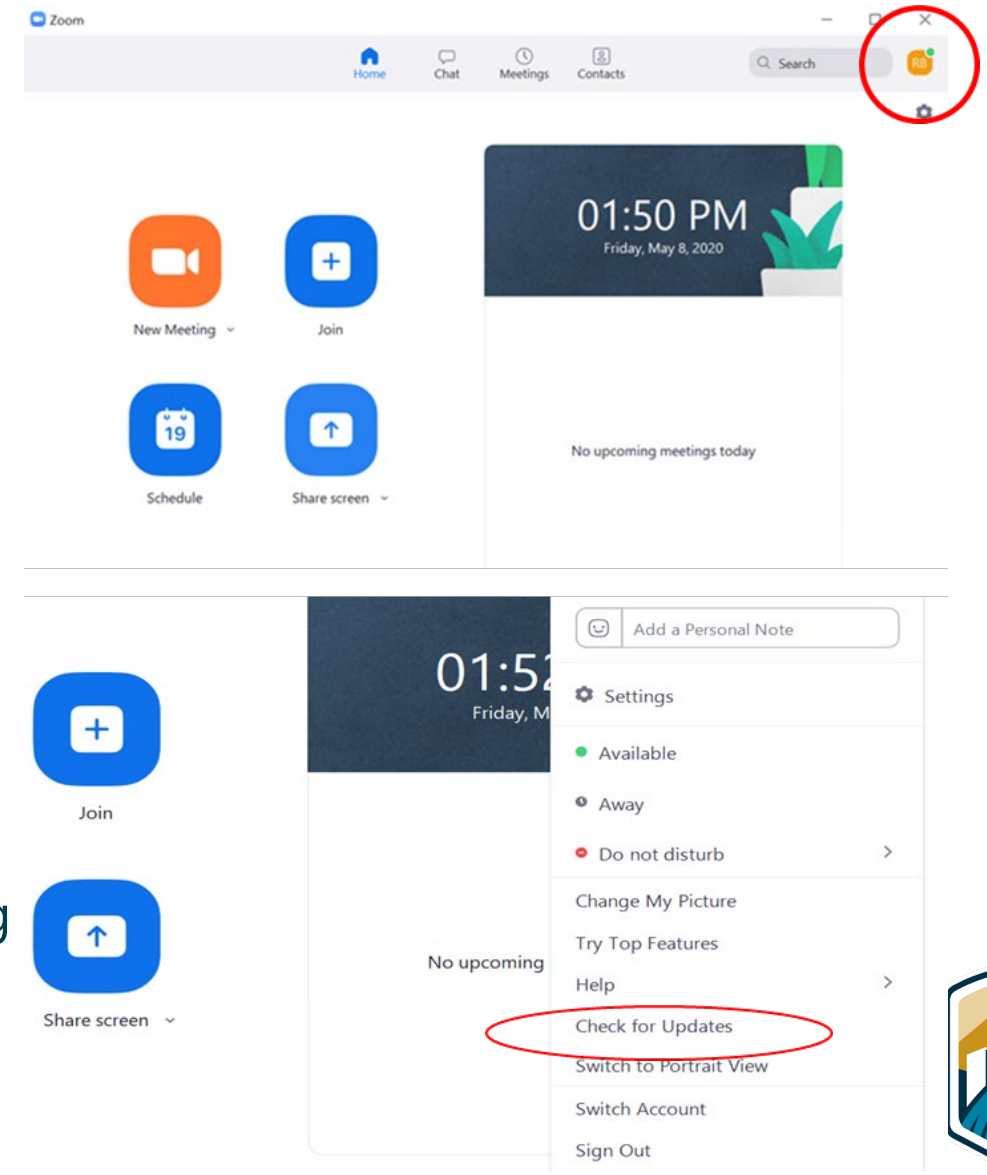 Zoom
Home Chat Meetings Contacts
Search
RB
01:50 PM
Friday, May 8, 2020
New Meeting Join
19
No upcoming meetings today
Schedule Share screen
Add a Personal Note
01:52
Friday, M
Settings
Available
Join
Away
Do not disturb
Change My Picture
g
Try Top Features
No upcoming
Help
Share screen
Check for Updates
Switch to Portrait View
Switch Account
Sign Out